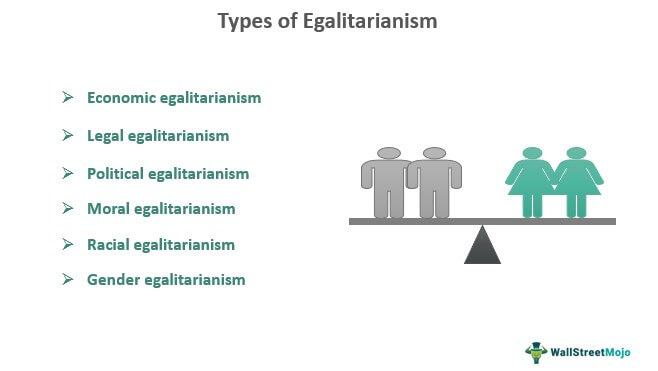 Types of Egalitarianism
Economic egalitarianism
Legal egalitarianism
Political egalitarianism
Moral egalitarianism
Racial egalitarianism
Gender egalitarianism
WallStreetMojo